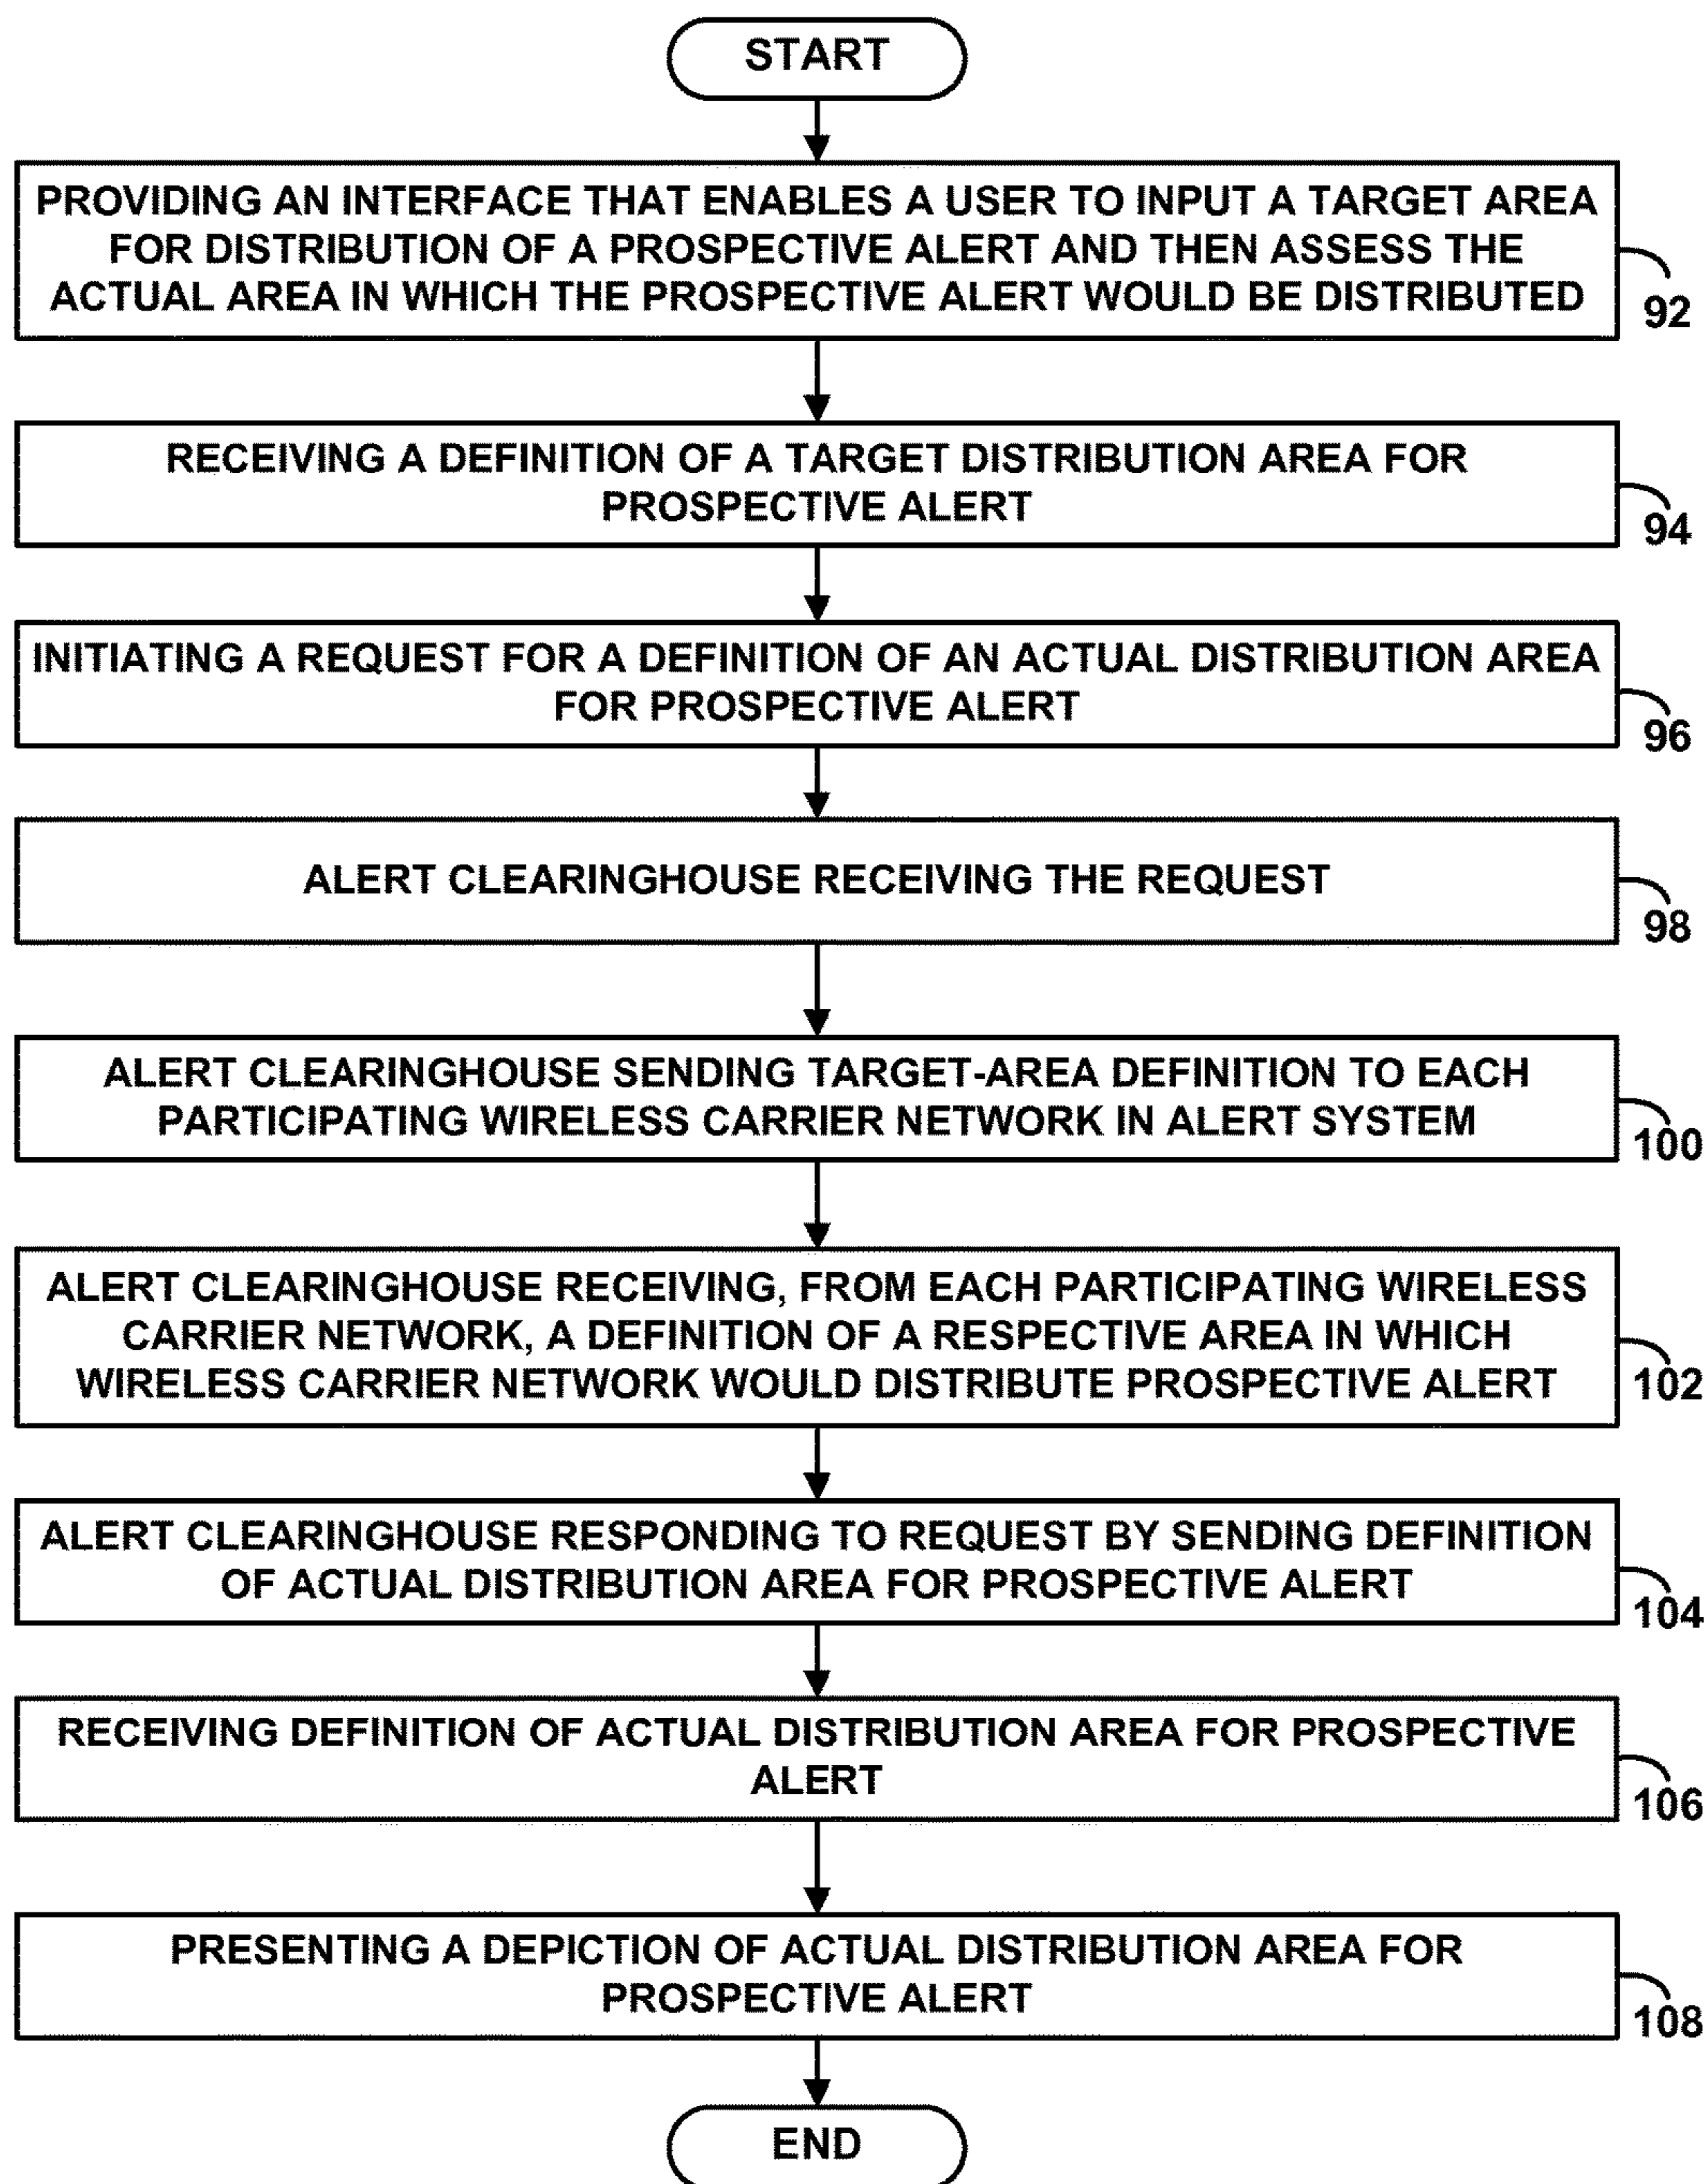 START
PROVIDING AN INTERFACE THAT ENABLES A USER TO INPUT A TARGET AREA
FOR DISTRIBUTION OF A PROSPECTIVE ALERT AND THEN ASSESS THE
ACTUAL AREA IN WHICH THE PROSPECTIVE ALERT WOULD BE DISTRIBUTED
92
RECEIVING A DEFINITION OF A TARGET DISTRIBUTION AREA FOR
PROSPECTIVE ALERT
94
INITIATING A REQUEST FOR A DEFINITION OF AN ACTUAL DISTRIBUTION AREA
FOR PROSPECTIVE ALERT
96
ALERT CLEARINGHOUSE RECEIVING THE REQUEST
98
ALERT CLEARINGHOUSE SENDING TARGET-AREA DEFINITION TO EACH
PARTICIPATING WIRELESS CARRIER NETWORK IN ALERT SYSTEM
100
ALERT CLEARINGHOUSE RECEIVING, FROM EACH PARTICIPATING WIRELESS
CARRIER NETWORK, A DEFINITION OF A RESPECTIVE AREA IN WHICH
WIRELESS CARRIER NETWORK WOULD DISTRIBUTE PROSPECTIVE ALERT
102
ALERT CLEARINGHOUSE RESPONDING TO REQUEST BY SENDING DEFINITION
OF ACTUAL DISTRIBUTION AREA FOR PROSPECTIVE ALERT
104
RECEIVING DEFINITION OF ACTUAL DISTRIBUTION AREA FOR PROSPECTIVE
ALERT
106
PRESENTING A DEPICTION OF ACTUAL DISTRIBUTION AREA FOR
PROSPECTIVE ALERT
108
END